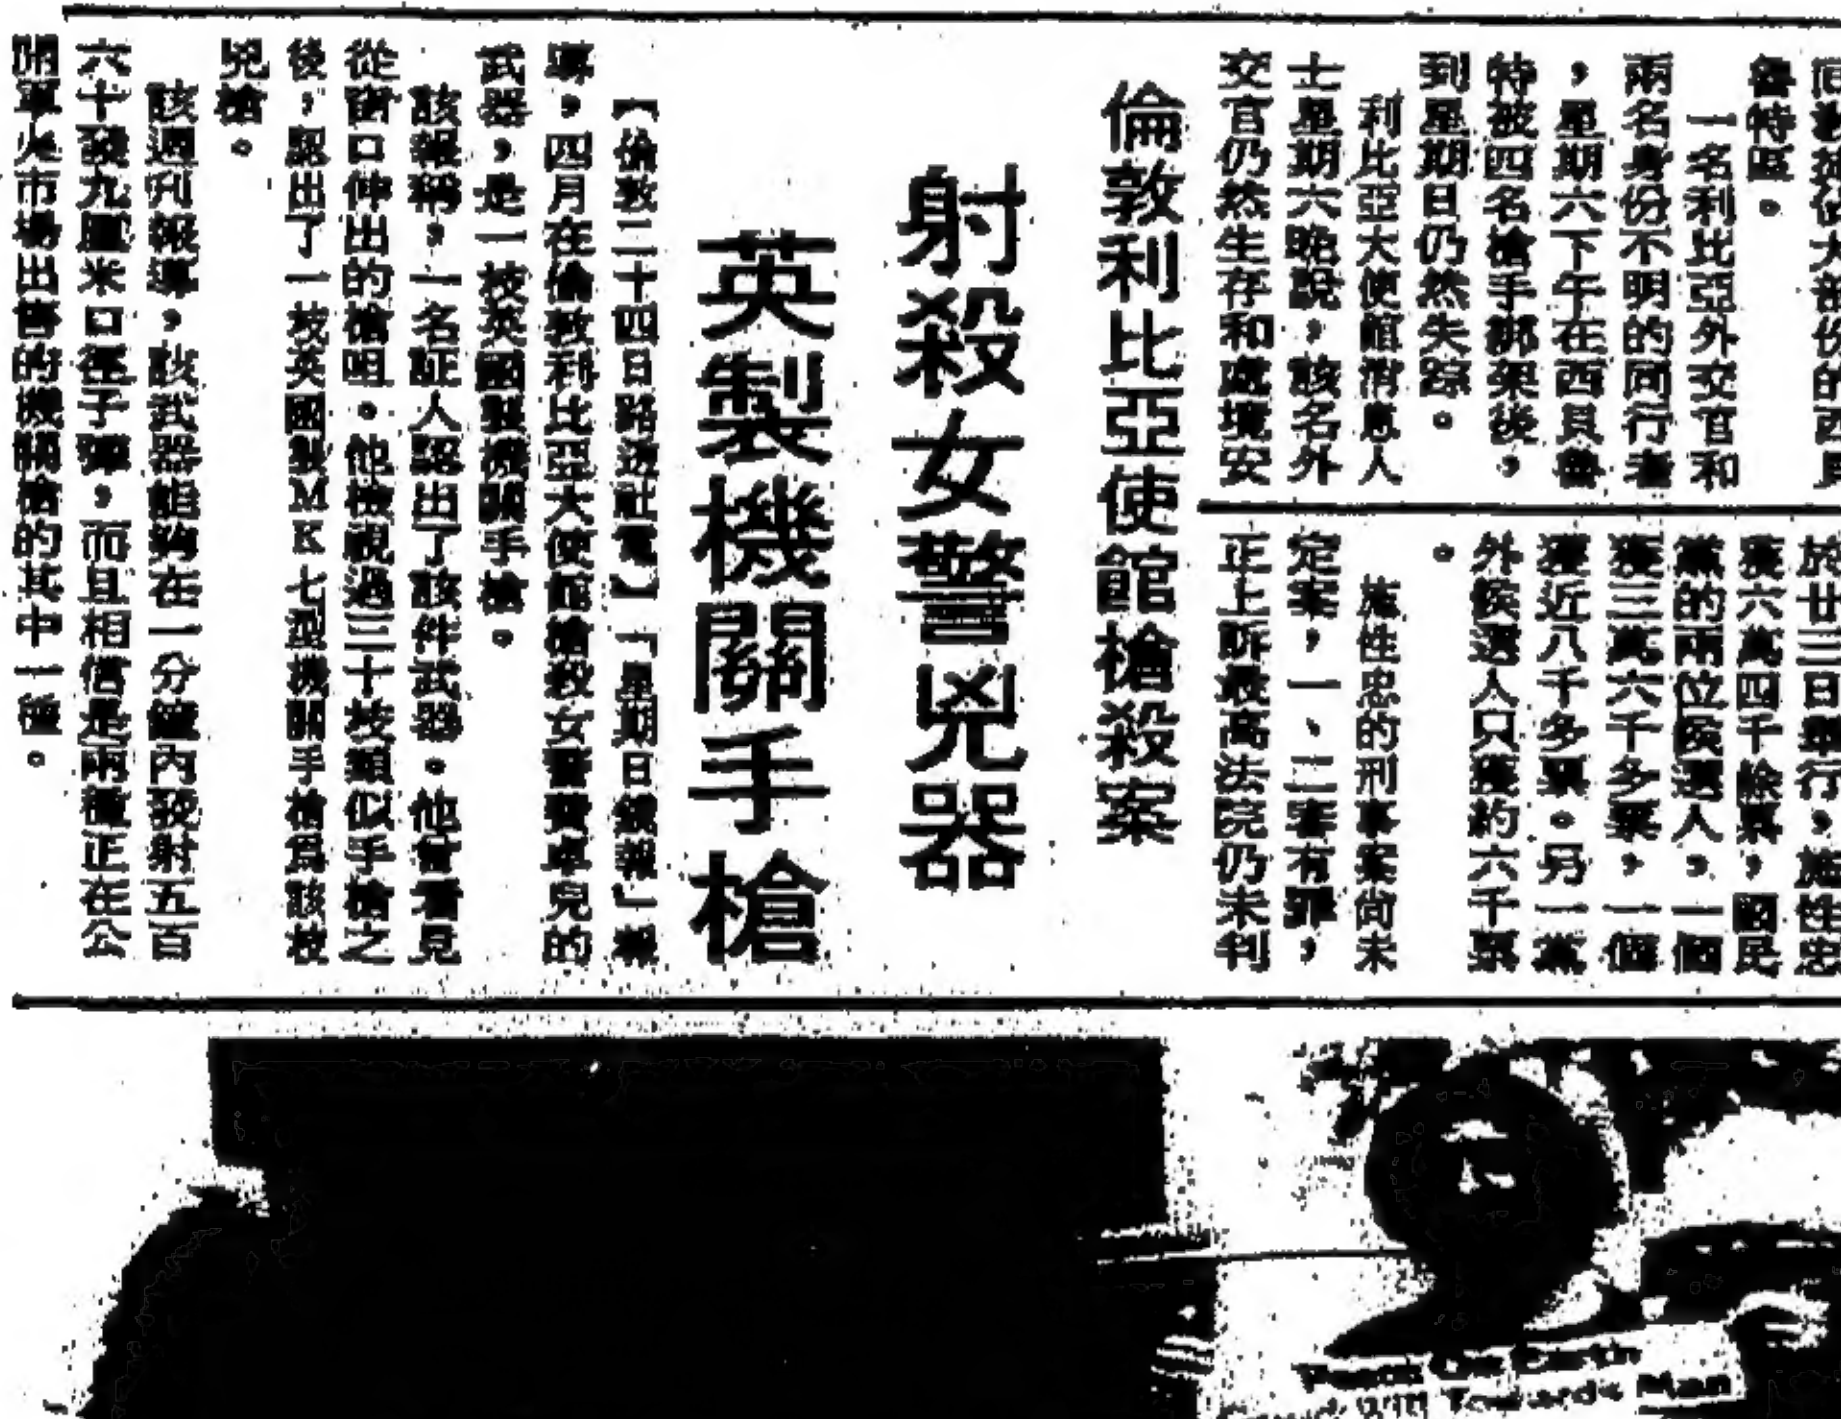 魯特區。
一名利比亞外交官和
兩名身份不明的同行者
，星期六下午在西貝魯
特被四名槍手綁架後，
到星期日仍然失踪。
利比亞大使館消息人
士星期六晚說，該名外
交官仍然生存和處境安
於廿三日舉行，施性忠
獲六萬四千餘票，國民
黨的兩位候選人，一個
獲三萬六千多票，一個
獲近八千多票。另一黨
外候選人只獲約六千票
。
施性忠的刑事案尚未
定案，一、二審有罪，
正上訴最高法院仍未判
倫敦利比亞使館槍殺案
射殺女警兇器
英製機關手槍
【倫敦二十四日路透社電】「星期日鏡報」報
導，四月在倫敦利比亞大使館槍殺女警費卓兒的
武器，是一枝英國製機關手槍。
該報稱，一名証人認出了該件武器。他曾看見
從窗口伸出的槍咀。他檢視過三十枝類似手槍之
後，認出了一枝英國製MK七型機關手槍爲該枝
兇槍。
該週刊報導，該武器能夠在一分鐘內發射五百
六十發九厘米口徑子彈，而且相信是兩種正在公
開軍火市場出售的機關槍的其中一種。
Peace On Earth
Will Towards Man